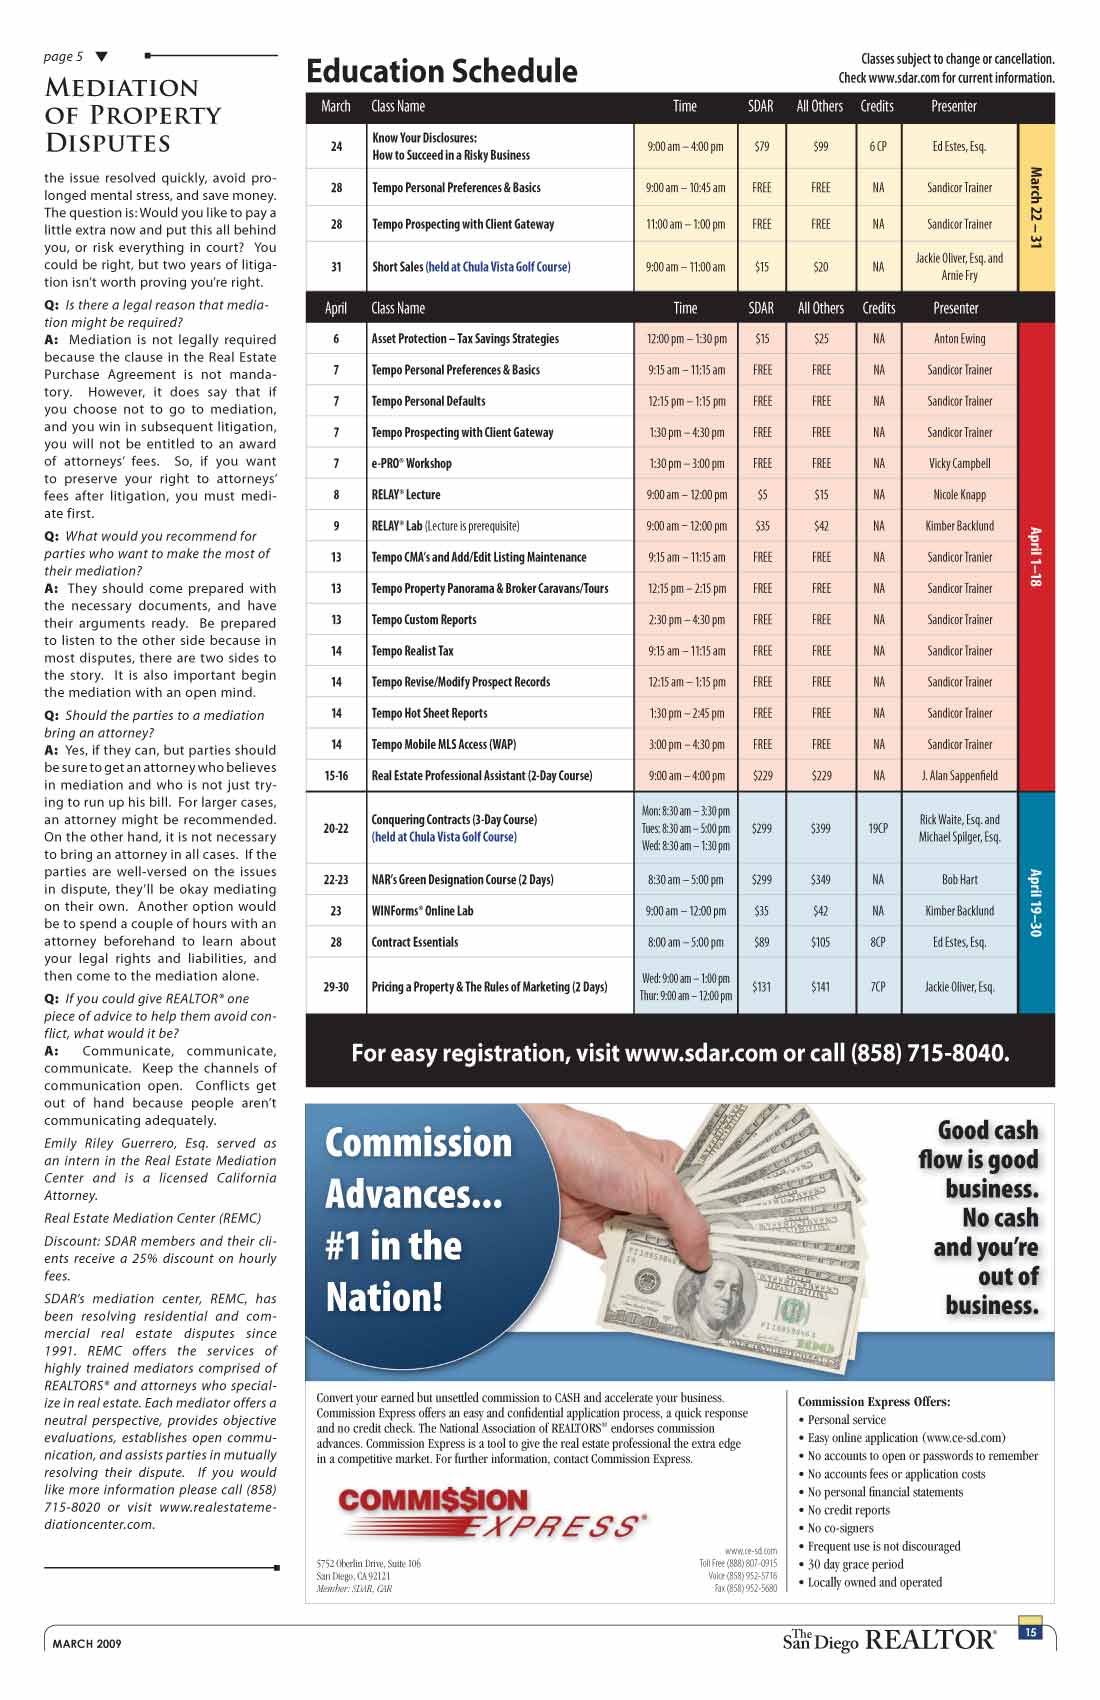 page 5 ▼
MEDIATION
OF PROPERTY
DISPUTES
the issue resolved quickly, avoid pro-
longed mental stress, and save money.
The question is: Would you like to pay a
little extra now and put this all behind
you, or risk everything in court? You
could be right, but two years of litiga-
tion isn't worth proving you're right.
Q: Is there a legal reason that media-
tion might be required?
A: Mediation is not legally required
because the clause in the Real Estate
Purchase Agreement is not manda-
tory. However, it does say that if
you choose not to go to mediation,
and you win in subsequent litigation,
you will not be entitled to an award
of attorneys' fees. So, if you want
to preserve your right to attorneys'
fees after litigation, you must medi-
ate first.
Q: What would you recommend for
parties who want to make the most of
their mediation?
A: They should come prepared with
the necessary documents, and have
their arguments ready. Be prepared
to listen to the other side because in
most disputes, there are two sides to
the story. It is also important begin
the mediation with an open mind.
Q: Should the parties to a mediation
bring an attorney?
A: Yes, if they can, but parties should
be sure to get an attorney who believes
in mediation and who is not just try-
ing to run up his bill. For larger cases,
an attorney might be recommended.
On the other hand, it is not necessary
to bring an attorney in all cases. If the
parties are well-versed on the issues
in dispute, they'll be okay mediating
on their own. Another option would
be to spend a couple of hours with an
attorney beforehand to learn about
your legal rights and liabilities, and
then come to the mediation alone.
Q: If you could give REALTOR® one
piece of advice to help them avoid con-
flict, what would it be?
A: Communicate, communicate,
communicate. Keep the channels of
communication open. Conflicts get
out of hand because people aren't
communicating adequately.
Emily Riley Guerrero, Esq. served as
an intern in the Real Estate Mediation
Center and is a licensed California
Attorney.
Real Estate Mediation Center (REMC)
Discount: SDAR members and their cli-
ents receive a 25% discount on hourly
fees.
SDAR's mediation center, REMC, has
been resolving residential and com-
mercial real estate disputes since
1991. REMC offers the services of
highly trained mediators comprised of
REALTORS® and attorneys who special-
ize in real estate. Each mediator offers a
neutral perspective, provides objective
evaluations, establishes open commu-
nication, and assists parties in mutually
resolving their dispute. If you would
like more information please call (858)
715-8020 or visit www.realestateme-
diationcenter.com.
Education Schedule
Classes subject to change or cancellation.
Check www.sdar.com for current information.
March Class Name Time SDAR All Others Credits Presenter
24 Know Your Disclosures: How to Succeed in a Risky Business 9:00 am – 4:00 pm $79 $99 6 CP Ed Estes, Esq.
28 Tempo Personal Preferences & Basics 9:00 am – 10:45 am FREE FREE NA Sandicor Trainer
28 Tempo Prospecting with Client Gateway 11:00 am – 1:00 pm FREE FREE NA Sandicor Trainer
31 Short Sales (held at Chula Vista Golf Course) 9:00 am – 11:00 am $15 $20 NA Jackie Oliver, Esq. and Arnie Fry
March 22 – 31
April Class Name Time SDAR All Others Credits Presenter
6 Asset Protection – Tax Savings Strategies 12:00 pm – 1:30 pm $15 $25 NA Anton Ewing
7 Tempo Personal Preferences & Basics 9:15 am – 11:15 am FREE FREE NA Sandicor Trainer
7 Tempo Personal Defaults 12:15 pm – 1:15 pm FREE FREE NA Sandicor Trainer
7 Tempo Prospecting with Client Gateway 1:30 pm – 4:30 pm FREE FREE NA Sandicor Trainer
7 e-PRO® Workshop 1:30 pm – 3:00 pm FREE FREE NA Vicky Campbell
8 RELAY® Lecture 9:00 am – 12:00 pm $5 $15 NA Nicole Knapp
9 RELAY® Lab (Lecture is prerequisite) 9:00 am – 12:00 pm $35 $42 NA Kimber Backlund
13 Tempo CMA's and Add/Edit Listing Maintenance 9:15 am – 11:15 am FREE FREE NA Sandicor Tranier
13 Tempo Property Panorama & Broker Caravans/Tours 12:15 pm – 2:15 pm FREE FREE NA Sandicor Trainer
13 Tempo Custom Reports 2:30 pm – 4:30 pm FREE FREE NA Sandicor Trainer
14 Tempo Realist Tax 9:15 am – 11:15 am FREE FREE NA Sandicor Trainer
14 Tempo Revise/Modify Prospect Records 12:15 am – 1:15 pm FREE FREE NA Sandicor Trainer
14 Tempo Hot Sheet Reports 1:30 pm – 2:45 pm FREE FREE NA Sandicor Trainer
14 Tempo Mobile MLS Access (WAP) 3:00 pm – 4:30 pm FREE FREE NA Sandicor Trainer
15-16 Real Estate Professional Assistant (2-Day Course) 9:00 am – 4:00 pm $229 $229 NA J. Alan Sappenfield
April 1–18
20-22 Conquering Contracts (3-Day Course) (held at Chula Vista Golf Course) Mon: 8:30 am – 3:30 pm Tues: 8:30 am – 5:00 pm Wed: 8:30 am – 1:30 pm $299 $399 19CP Rick Waite, Esq. and Michael Spilger, Esq.
22-23 NAR's Green Designation Course (2 Days) 8:30 am – 5:00 pm $299 $349 NA Bob Hart
23 WINForms® Online Lab 9:00 am – 12:00 pm $35 $42 NA Kimber Backlund
28 Contract Essentials 8:00 am – 5:00 pm $89 $105 8CP Ed Estes, Esq.
29-30 Pricing a Property & The Rules of Marketing (2 Days) Wed: 9:00 am – 1:00 pm Thur: 9:00 am – 12:00 pm $131 $141 7CP Jackie Oliver, Esq.
April 19–30
For easy registration, visit www.sdar.com or call (858) 715-8040.
Commission
Advances...
#1 in the
Nation!
Good cash
flow is good
business.
No cash
and you're
out of
business.
Convert your earned but unsettled commission to CASH and accelerate your business.
Commission Express offers an easy and confidential application process, a quick response
and no credit check. The National Association of REALTORS® endorses commission
advances. Commission Express is a tool to give the real estate professional the extra edge
in a competitive market. For further information, contact Commission Express.
COMMI$$ION
EXPRESS®
5752 Oberlin Drive, Suite 106
San Diego, CA 92121
Member: SDAR, CAR
www.ce-sd.com
Toll Free (888) 807-0915
Voice (858) 952-5716
Fax (858) 952-5680
Commission Express Offers:
• Personal service
• Easy online application (www.ce-sd.com)
• No accounts to open or passwords to remember
• No accounts fees or application costs
• No personal financial statements
• No credit reports
• No co-signers
• Frequent use is not discouraged
• 30 day grace period
• Locally owned and operated
MARCH 2009
The San Diego REALTOR®
15